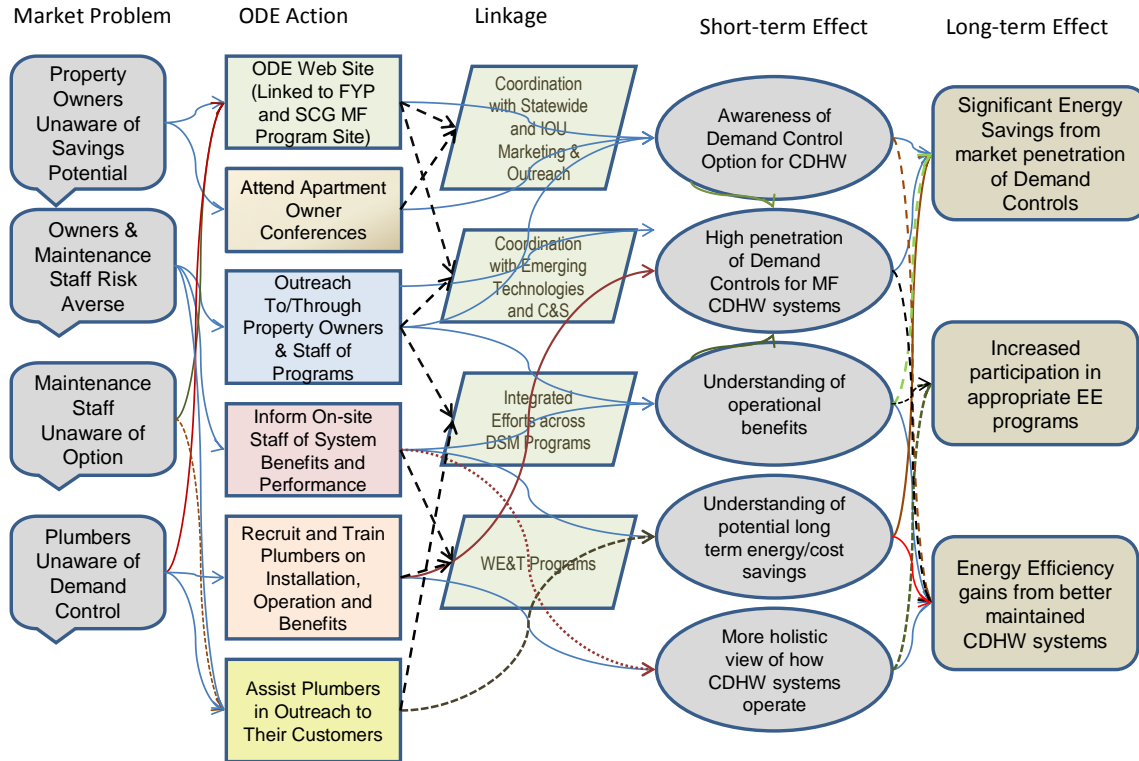 Market Problem
ODE Action
Linkage
Short-term Effect
Long-term Effect
Property
Owners
Unaware of
Savings
Potential
Owners &
Maintenance
Staff Risk
Averse
Maintenance
Staff
Unaware of
Option
Plumbers
Unaware of
Demand
Control
ODE Web Site
(Linked to FYP
and SCG MF
Program Site)
Attend Apartment
Owner
Conferences
Outreach
To/Through
Property Owners
& Staff of
Programs
Inform On-site
Staff of System
Benefits and
Performance
Recruit and Train
Plumbers on
Installation,
Operation and
Benefits
Assist Plumbers
in Outreach to
Their Customers
Coordination
with Statewide
and IOU
Marketing &
Outreach
Coordination
with Emerging
Technologies
and C&S
Integrated
Efforts across
DSM Programs
WE&T Programs
Awareness of
Demand Control
Option for CDHW
High penetration
of Demand
Controls for MF
CDHW systems
Understanding of
operational
benefits
Understanding of
potential long
term energy/cost
savings
More holistic
view of how
CDHW systems
operate
Significant Energy
Savings from
market penetration
of Demand
Controls
Increased
participation in
appropriate EE
programs
Energy Efficiency
gains from better
maintained
CDHW systems